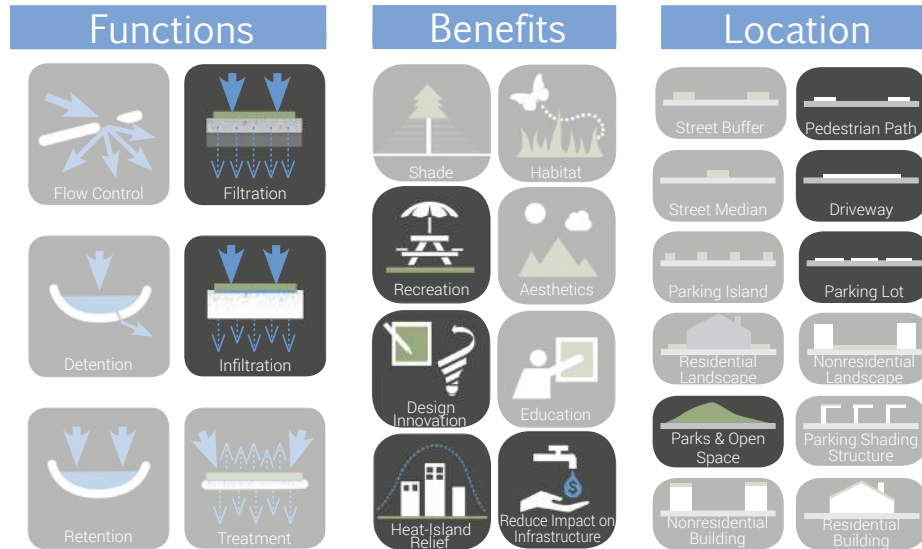 Functions
Benefits
Location
Flow Control
Filtration
Detention
Infiltration
Retention
Treatment
Shade
Habitat
Recreation
Aesthetics
Design
Innovation
Education
Heat-Island
Relief
$
Reduce Impact on
Infrastructure
Street Buffer
Pedestrian Path
Street Median
Driveway
Parking Island
Parking Lot
Residential
Landscape
Nonresidential
Landscape
Parks & Open
Space
Parking Shading
Structure
Nonresidential
Building
Residential
Building